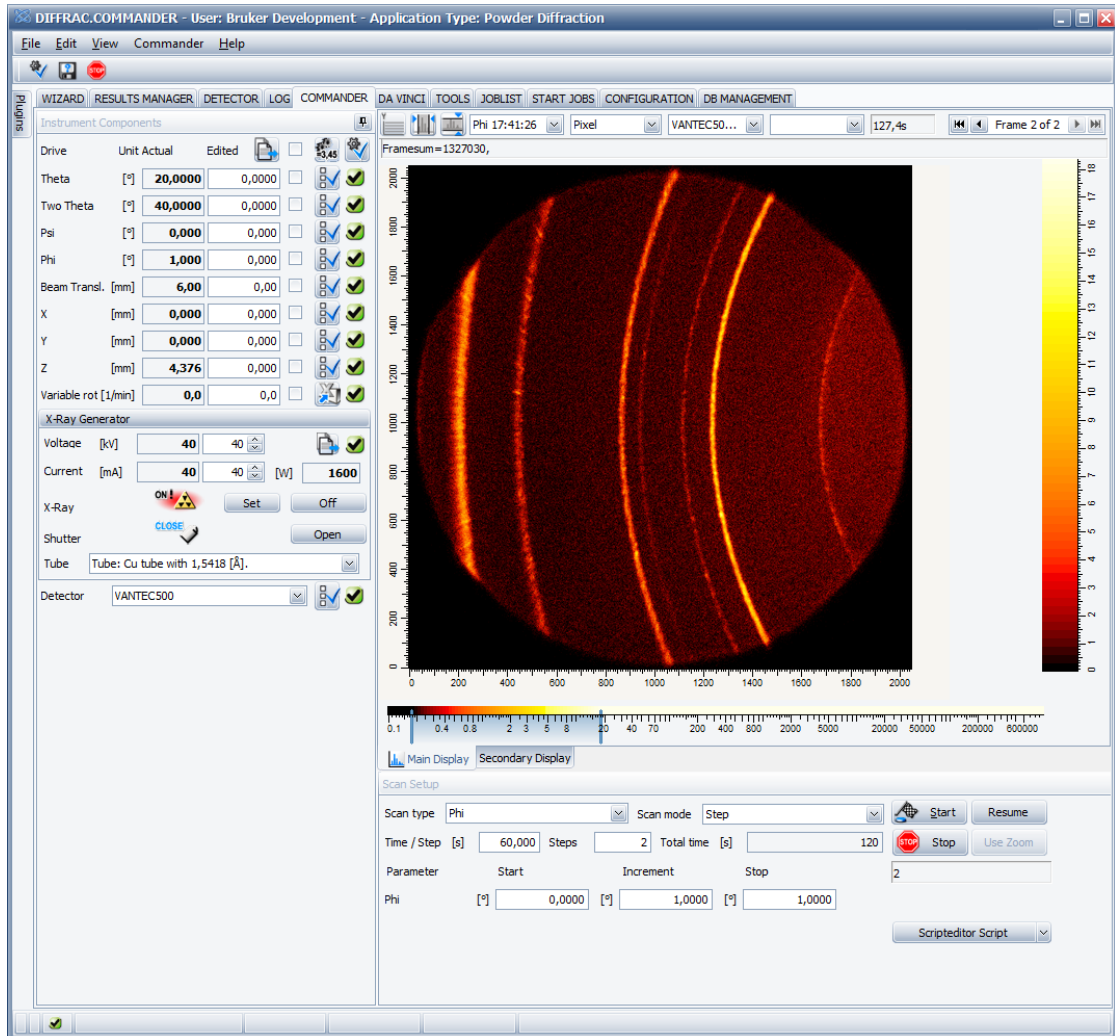 DIFFRAC.COMMANDER - User: Bruker Development - Application Type: Powder Diffraction
File Edit View Commander Help
STOP
Plugins
WIZARD RESULTS MANAGER DETECTOR LOG COMMANDER DA VINCI TOOLS JOBLIST START JOBS CONFIGURATION DB MANAGEMENT
Instrument Components
Drive Unit Actual Edited =3,45
Theta [°] 20,0000 0,0000
Two Theta [°] 40,0000 0,0000
Psi [°] 0,000 0,000
Phi [°] 1,000 0,000
Beam Transl. [mm] 6,00 0,00
X [mm] 0,000 0,000
Y [mm] 0,000 0,000
Z [mm] 4,376 0,000
Variable rot [1/min] 0,0 0,0
X-Ray Generator
Voltage [kV] 40 40
Current [mA] 40 40 [W] 1600
X-Ray ON! Set Off
Shutter CLOSE Open
Tube Tube: Cu tube with 1,5418 [Å].
Detector VANTEC500
Phi 17:41:26 Pixel VANTEC50... 127,4s Frame 2 of 2
Framesum=1327030,
2000
1800
1600
1400
1200
1000
800
600
400
200
0
0 200 400 600 800 1000 1200 1400 1600 1800 2000
18
17
16
15
14
13
12
11
10
9
8
7
6
5
4
3
2
1
0
0.1 0.4 0.8 2 3 5 8 20 40 70 200 400 800 2000 5000 20000 50000 200000 600000
Main Display Secondary Display
Scan Setup
Scan type Phi Scan mode Step Start Resume
Time / Step [s] 60,000 Steps 2 Total time [s] 120 STOP Stop Use Zoom
Parameter Start Increment Stop 2
Phi [°] 0,0000 [°] 1,0000 [°] 1,0000
Scripteditor Script